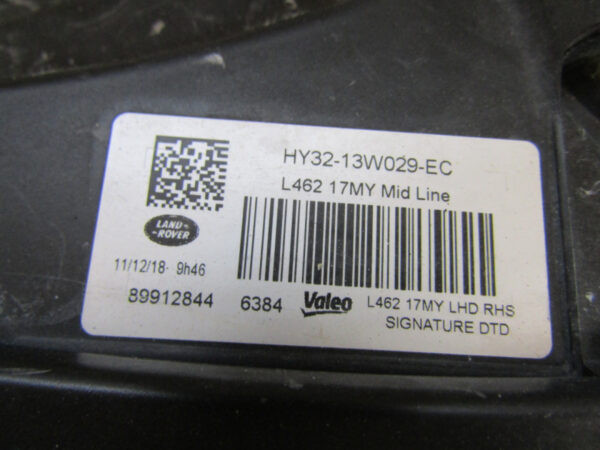 HY32-13W029-EC
L462 17MY Mid Line
LAND-
-ROVER
11/12/18- 9h46
89912844 6384 Valeo L462 17MY LHD RHS
SIGNATURE DTD